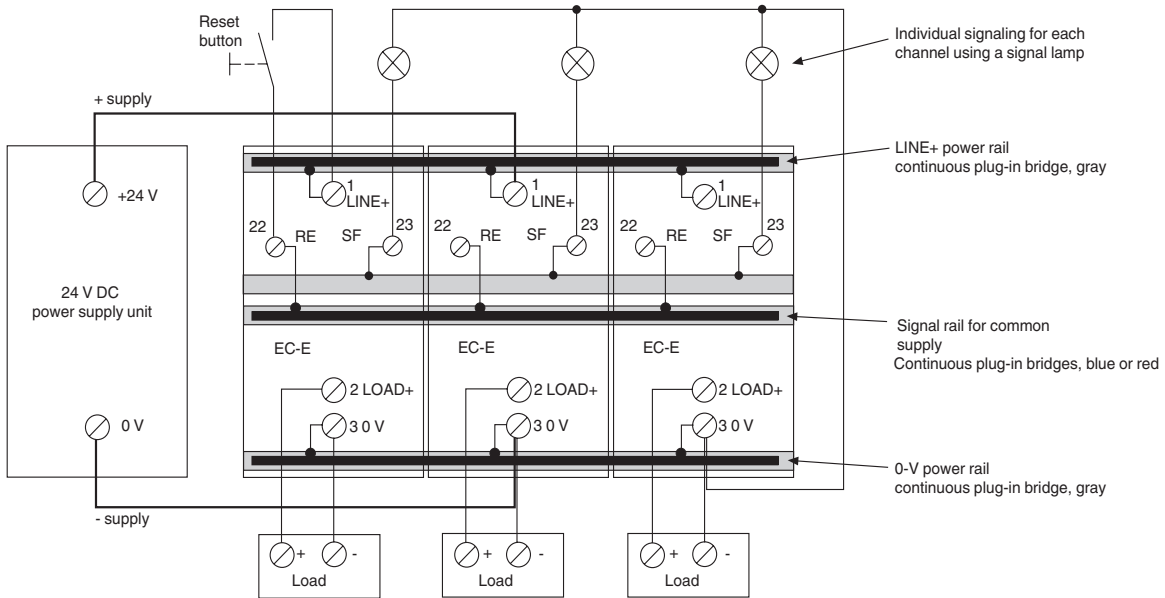 Reset
button
Individual signaling for each
channel using a signal lamp
+ supply
LINE+ power rail
continuous plug-in bridge, gray
+24 V
1
LINE+
1
LINE+
1
LINE+
22
RE
SF
23
22
RE
SF
23
22
RE
SF
23
24 V DC
power supply unit
Signal rail for common
supply
Continuous plug-in bridges, blue or red
EC-E
EC-E
EC-E
2 LOAD+
2 LOAD+
2 LOAD+
0 V
3 0 V
3 0 V
3 0 V
0-V power rail
continuous plug-in bridge, gray
- supply
+
-
Load
+
-
Load
+
-
Load